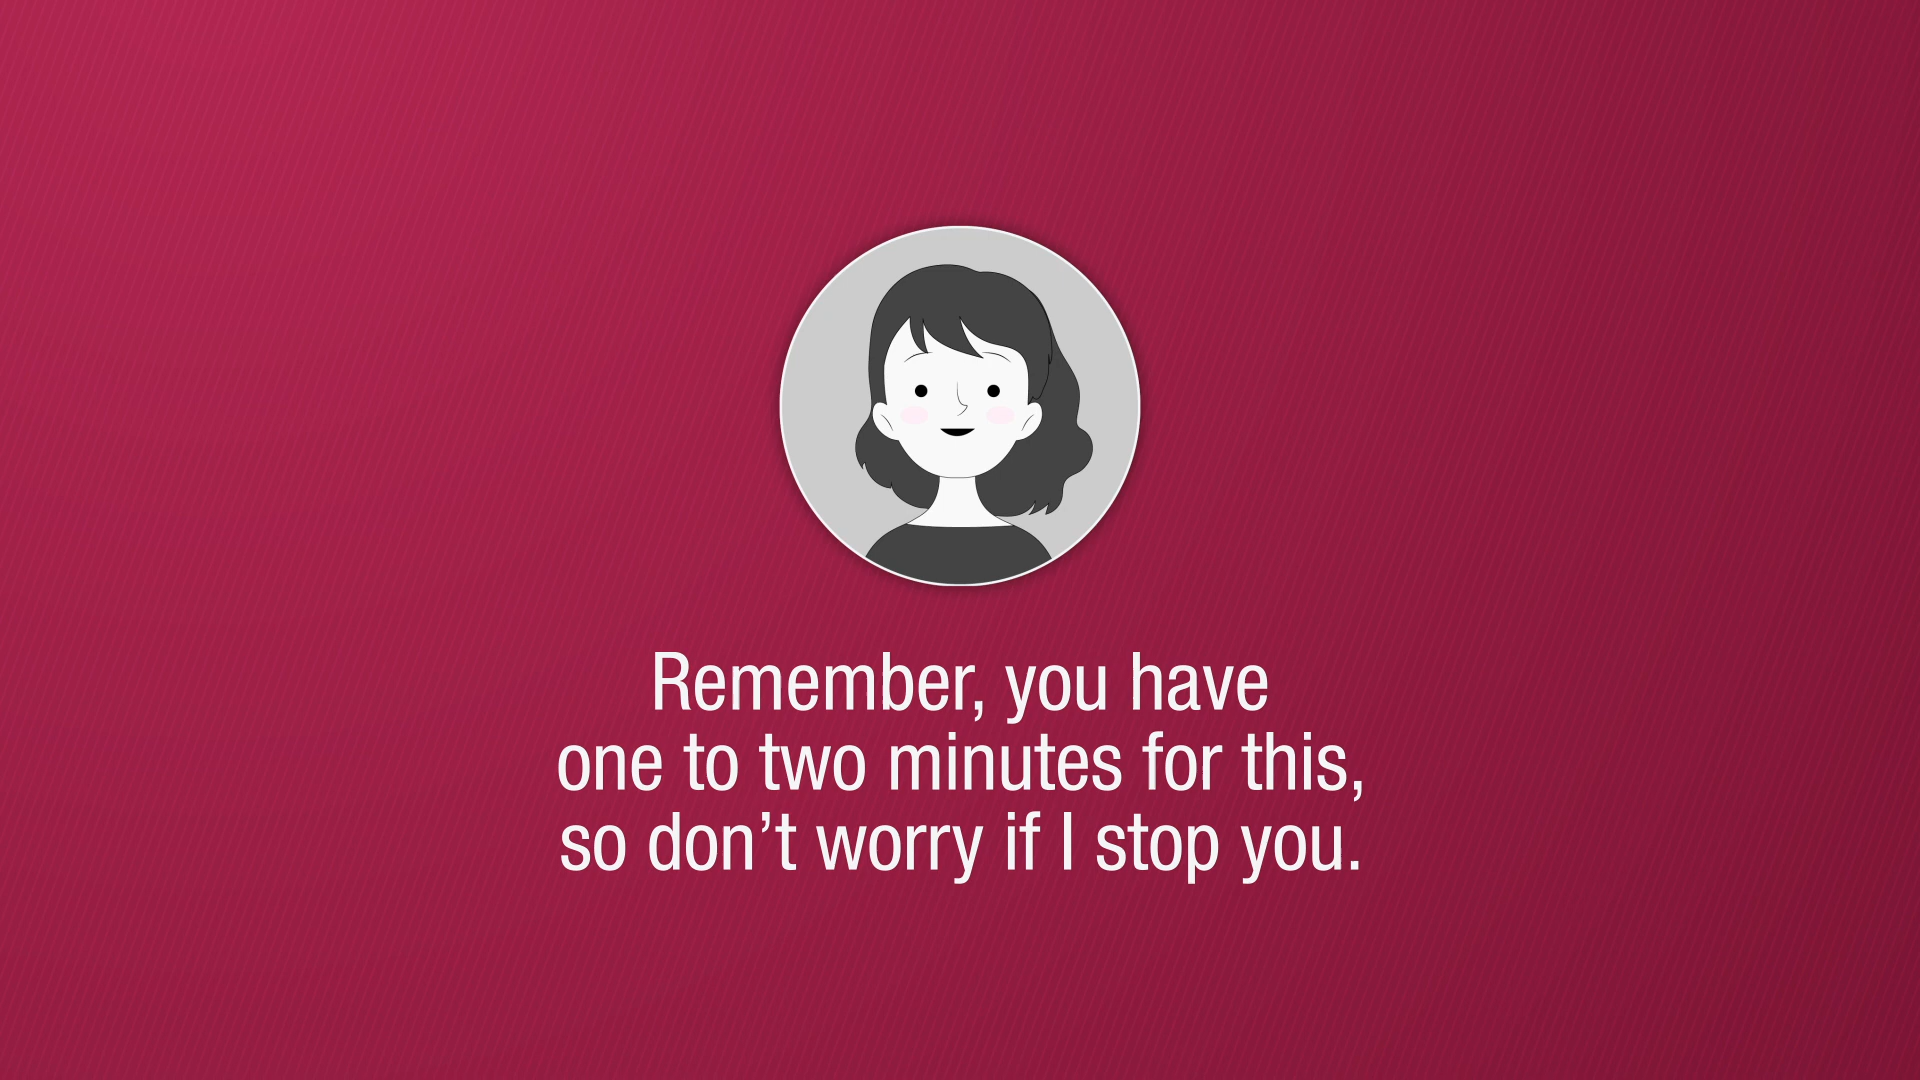 Remember, you have
one to two minutes for this,
so don’t worry if I stop you.